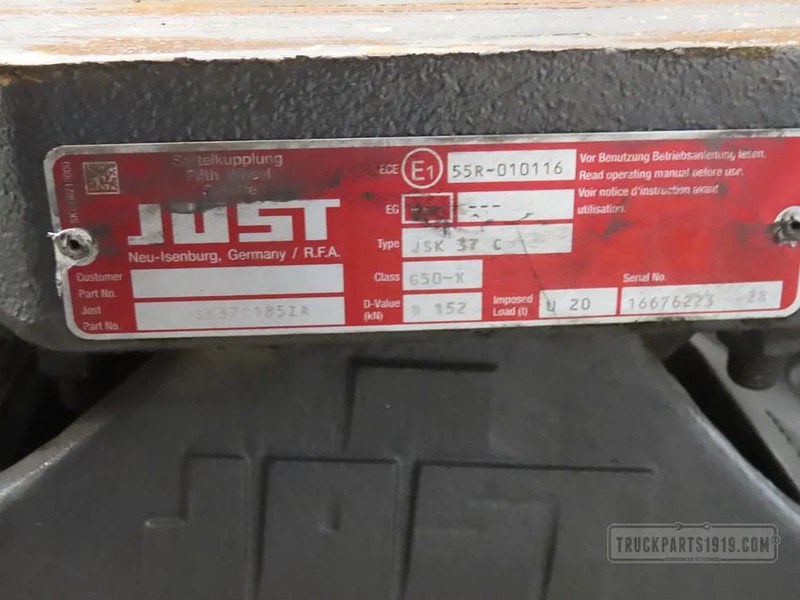 Sattelkupplung
Fifth Wheel
JOST
Neu-Isenburg, Germany / R.F.A.
Customer
Part No.
Jost
Part No.
ECE E1 55R-010116
EG ---
Type JSK 37 C
Class G50-X
D-Value
(kN) D 152
Imposed
Load (t) U 20
Serial No.
16676223 28
Vor Benutzung Betriebsanleitung lesen.
Read operating manual before use.
Voir notice d'instruction avant
utilisation.
JOST
TRUCKPARTS1919.COM